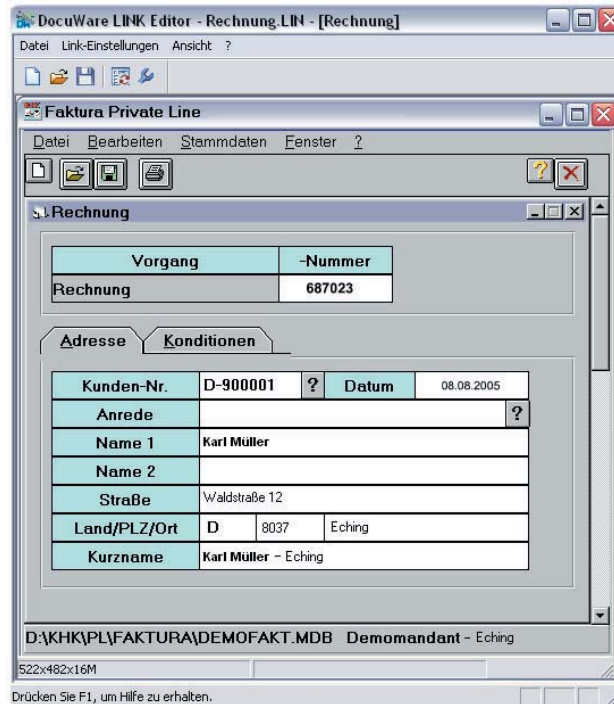 DocuWare LINK Editor - Rechnung.LIN - [Rechnung]
Datei Link-Einstellungen Ansicht ?
Faktura Private Line
Datei Bearbeiten Stammdaten Fenster ?
Rechnung
Vorgang -Nummer
Rechnung 687023
Adresse Konditionen
Kunden-Nr. D-900001 ? Datum 08.08.2005
Anrede ?
Name 1 Karl Müller
Name 2
Straße Waldstraße 12
Land/PLZ/Ort D 8037 Eching
Kurzname Karl Müller – Eching
D:\KHK\PL\FAKTURA\DEMOFAKT.MDB Demomandant – Eching
522x482x16M
Drücken Sie F1, um Hilfe zu erhalten.